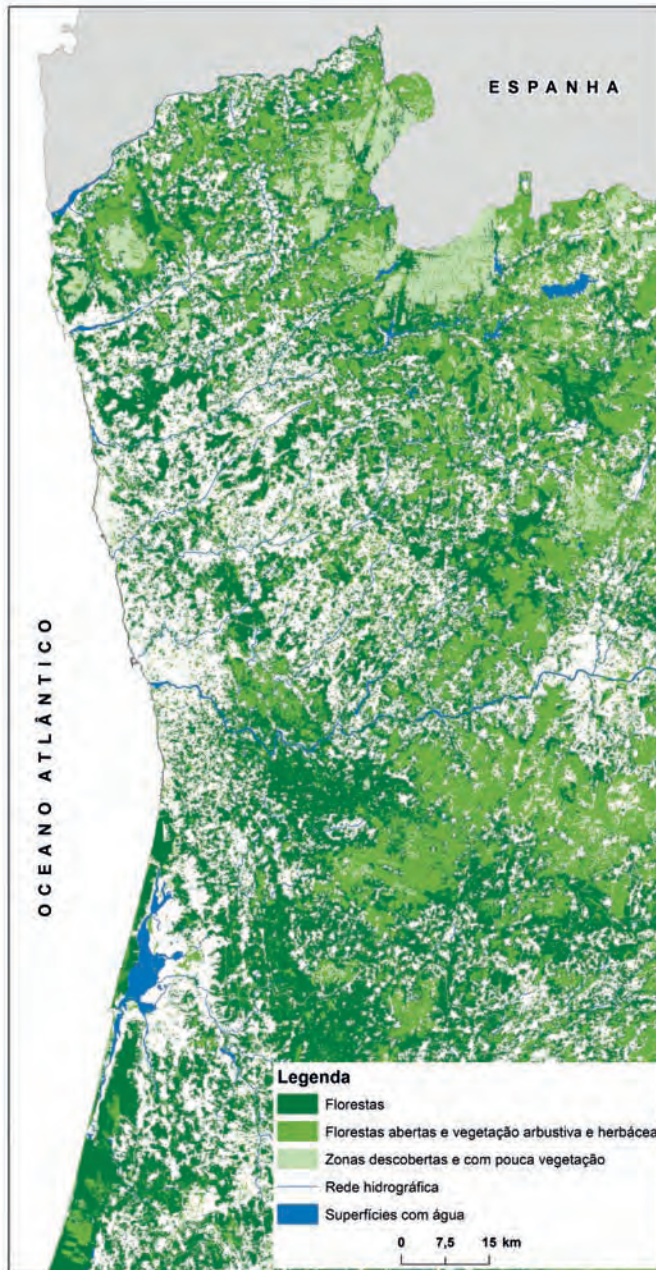 ESPANHA
OCEANO ATLÂNTICO
Legenda
Florestas
Florestas abertas e vegetação arbustiva e herbácea
Zonas descobertas e com pouca vegetação
Rede hidrográfica
Superfícies com água
0 7,5 15 km